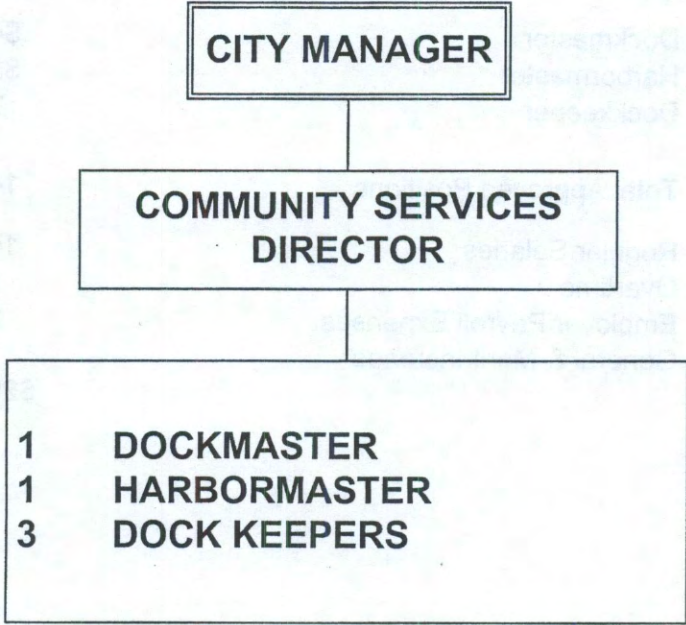 CITY MANAGER
COMMUNITY SERVICES
DIRECTOR
1 DOCKMASTER
1 HARBORMASTER
3 DOCK KEEPERS